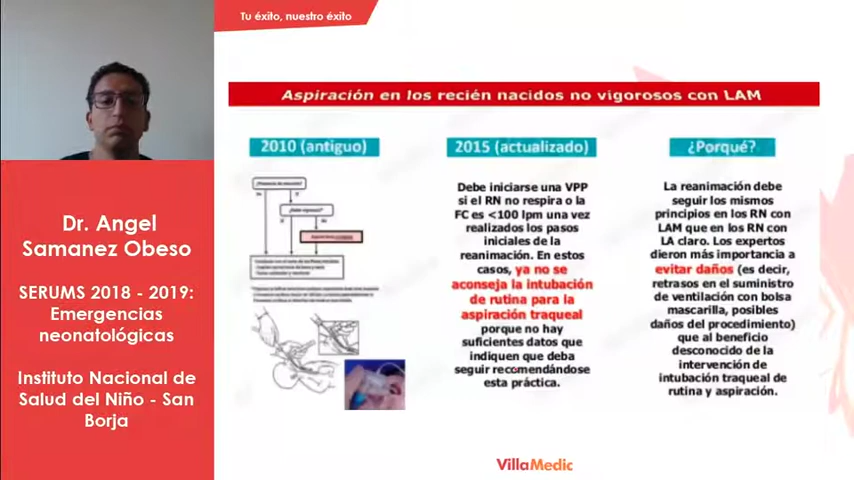 Tu éxito, nuestro éxito
Dr. Angel
Samanez Obeso
SERUMS 2018 - 2019:
Emergencias
neonatológicas
Instituto Nacional de
Salud del Niño - San
Borja
Aspiración en los recién nacidos no vigorosos con LAM
2010 (antiguo)
2015 (actualizado)
Debe iniciarse una VPP
si el RN no respira o la
FC es <100 lpm una vez
realizados los pasos
iniciales de la
reanimación. En estos
casos, ya no se
aconseja la intubación
de rutina para la
aspiración traqueal
porque no hay
suficientes datos que
indiquen que deba
seguir recomendándose
esta práctica.
¿Porqué?
La reanimación debe
seguir los mismos
principios en los RN con
LAM que en los RN con
LA claro. Los expertos
dieron más importancia a
evitar daños (es decir,
retrasos en el suministro
de ventilación con bolsa
mascarilla, posibles
daños del procedimiento)
que al beneficio
desconocido de la
intervención de
intubación traqueal de
rutina y aspiración.
VillaMedic